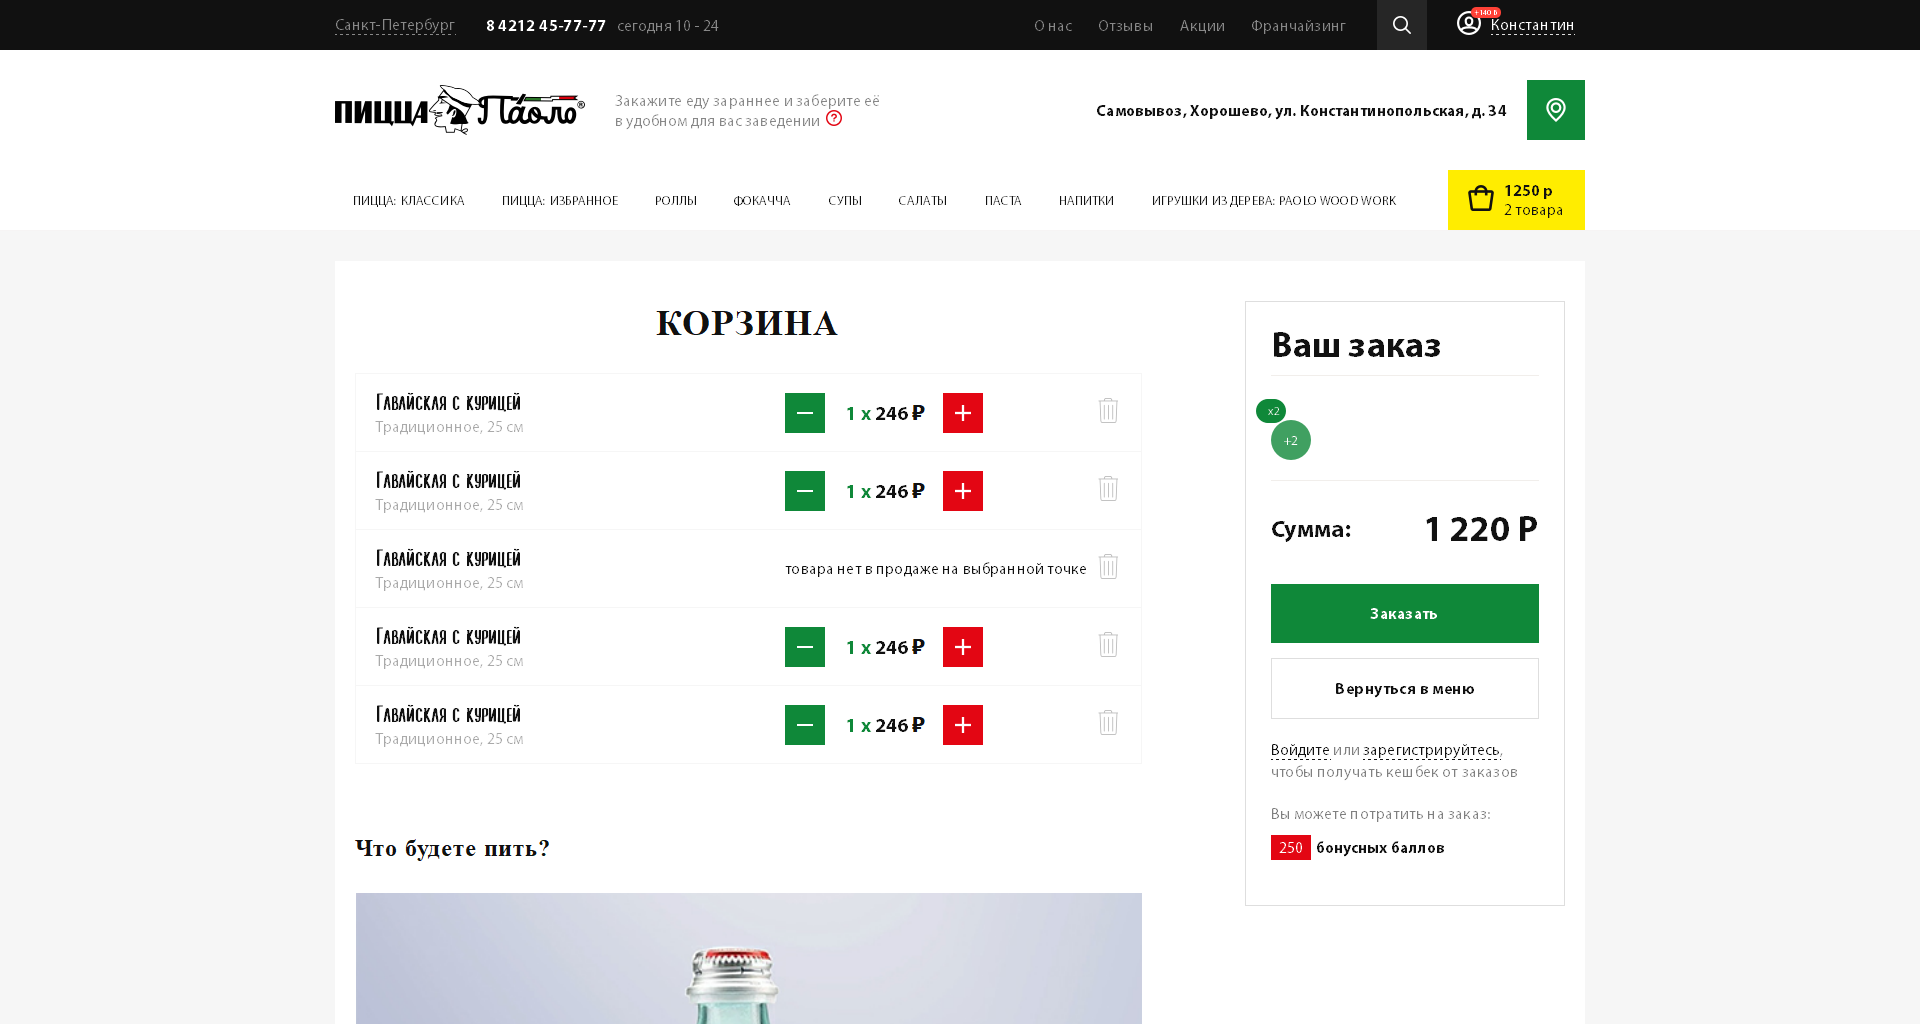 Санкт-Петербург
8 4212 45-77-77
сегодня 10 - 24
О нас
Отзывы
Акции
Франчайзинг
+140 ₽
Константин
ПИЦЦА Паоло®
Закажите еду зараннее и заберите её
в удобном для вас заведении ?
Самовывоз, Хорошево, ул. Константинопольская, д. 34
ПИЦЦА: КЛАССИКА
ПИЦЦА: ИЗБРАННОЕ
РОЛЛЫ
ФОКАЧЧА
СУПЫ
САЛАТЫ
ПАСТА
НАПИТКИ
ИГРУШКИ ИЗ ДЕРЕВА: PAOLO WOOD WORK
1250 р
2 товара
КОРЗИНА
Гавайская с курицей
Традиционное, 25 см
1 x 246 ₽
Гавайская с курицей
Традиционное, 25 см
1 x 246 ₽
Гавайская с курицей
Традиционное, 25 см
товара нет в продаже на выбранной точке
Гавайская с курицей
Традиционное, 25 см
1 x 246 ₽
Гавайская с курицей
Традиционное, 25 см
1 x 246 ₽
Что будете пить?
Ваш заказ
x2
+2
Сумма: 1 220 Р
Заказать
Вернуться в меню
Войдите или зарегистрируйтесь,
чтобы получать кешбек от заказов
Вы можете потратить на заказ:
250 бонусных баллов